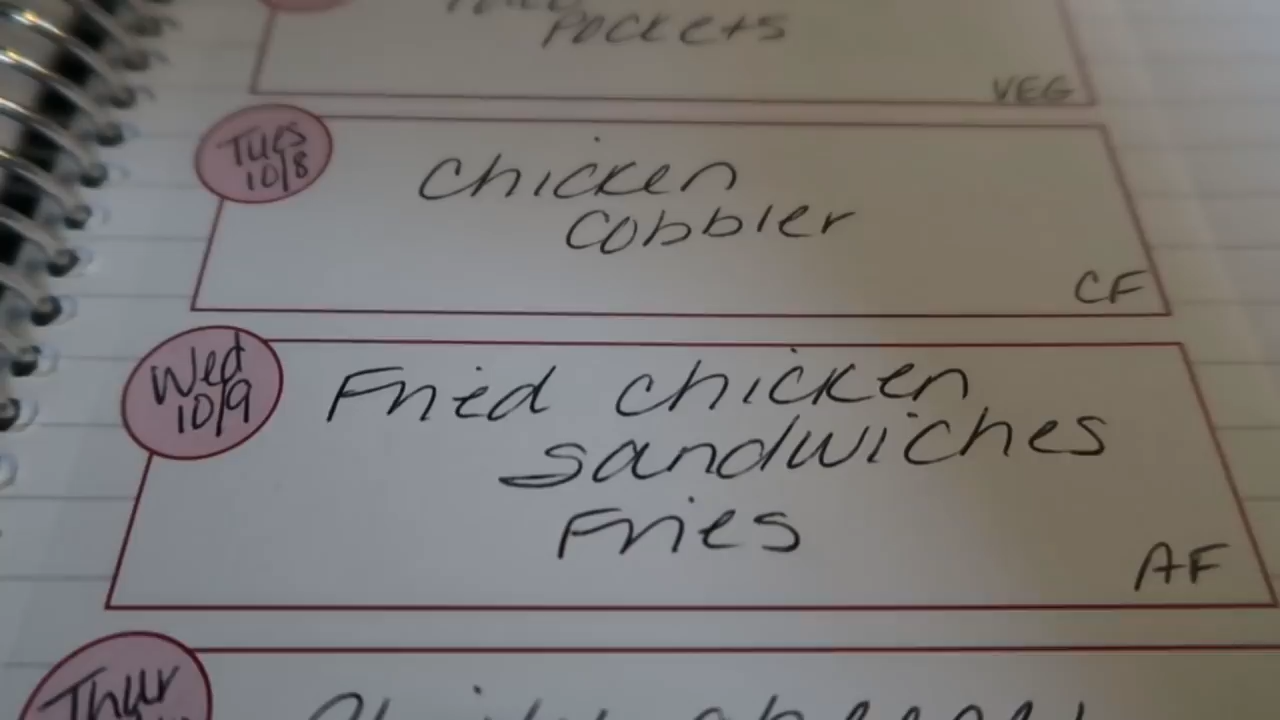 Pockets
VEG
Tues
10/8
Chicken
Cobbler
CF
Wed
10/9
Fried chicken
sandwiches
Fries
AF
Thur